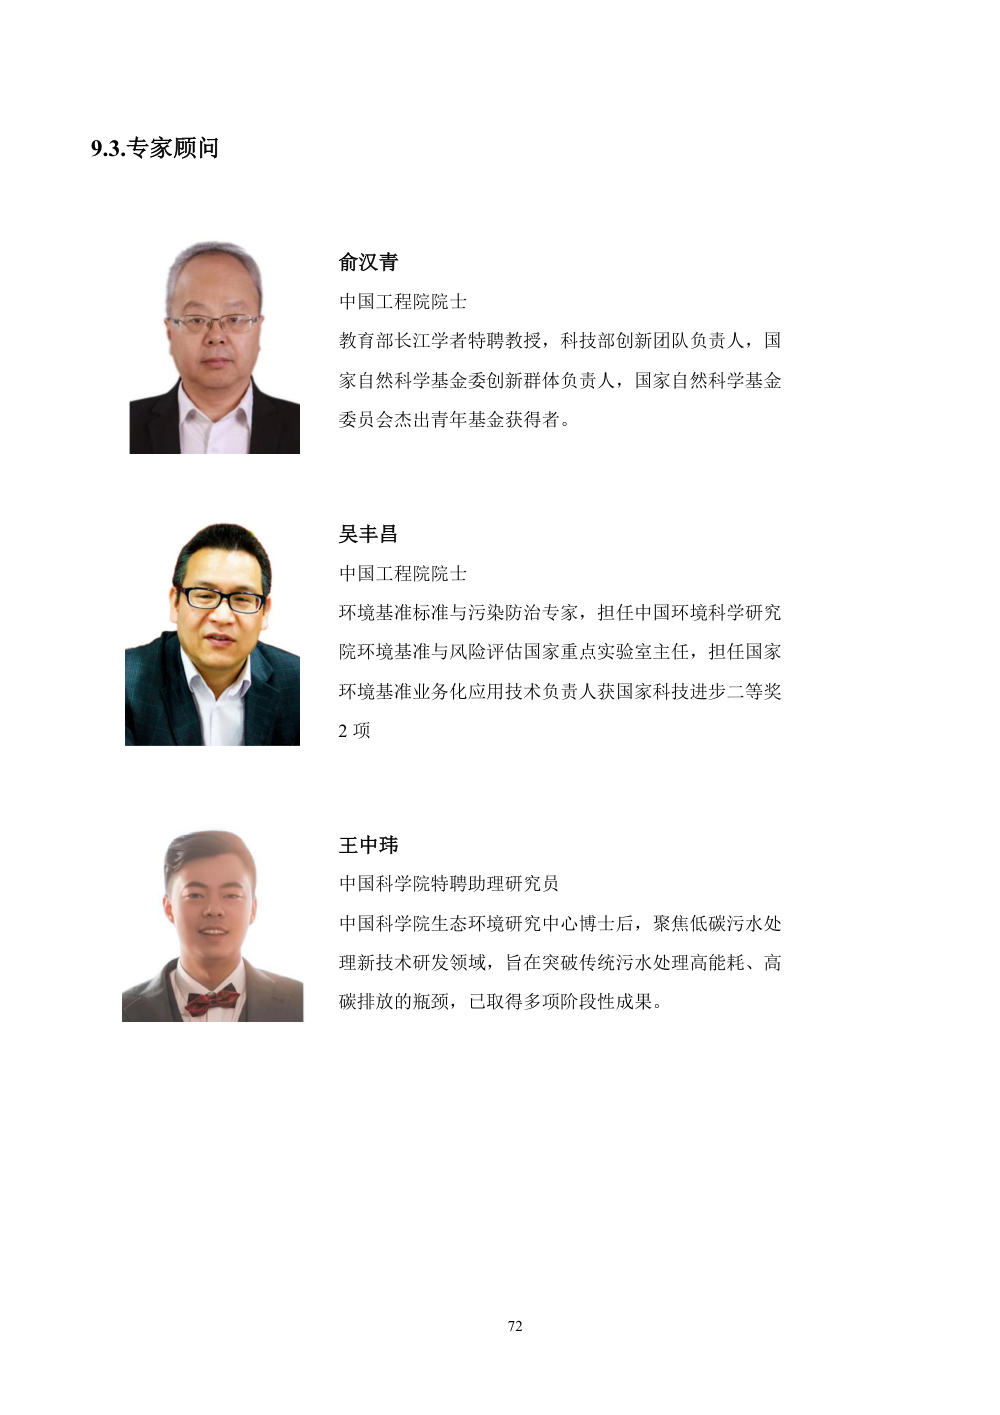 9.3.专家顾问
俞汉青
中国工程院院士
教育部长江学者特聘教授，科技部创新团队负责人，国
家自然科学基金委创新群体负责人，国家自然科学基金
委员会杰出青年基金获得者。
吴丰昌
中国工程院院士
环境基准标准与污染防治专家，担任中国环境科学研究
院环境基准与风险评估国家重点实验室主任，担任国家
环境基准业务化应用技术负责人获国家科技进步二等奖
2 项
王中玮
中国科学院特聘助理研究员
中国科学院生态环境研究中心博士后，聚焦低碳污水处
理新技术研发领域，旨在突破传统污水处理高能耗、高
碳排放的瓶颈，已取得多项阶段性成果。
72